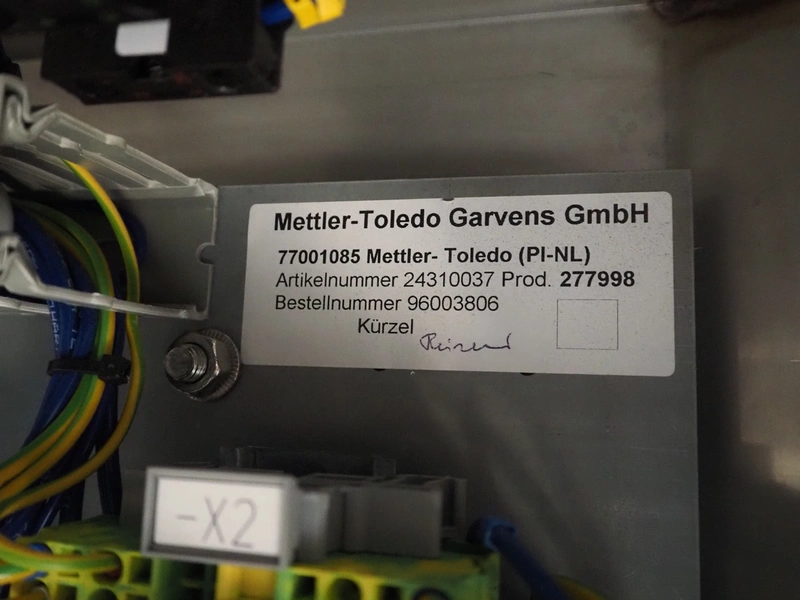 Mettler-Toledo Garvens GmbH
77001085 Mettler- Toledo (PI-NL)
Artikelnummer 24310037 Prod. 277998
Bestellnummer 96003806
Kürzel
-X2